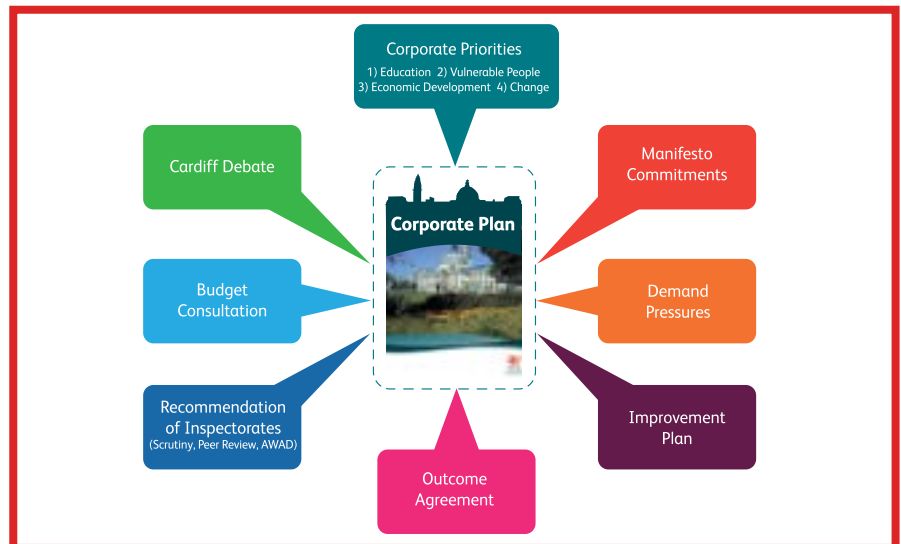 Corporate Priorities
1) Education 2) Vulnerable People
3) Economic Development 4) Change
Cardiff Debate
Manifesto
Commitments
Corporate Plan
Budget
Consultation
Demand
Pressures
Recommendation
of Inspectorates
(Scrutiny, Peer Review, AWAD)
Improvement
Plan
Outcome
Agreement